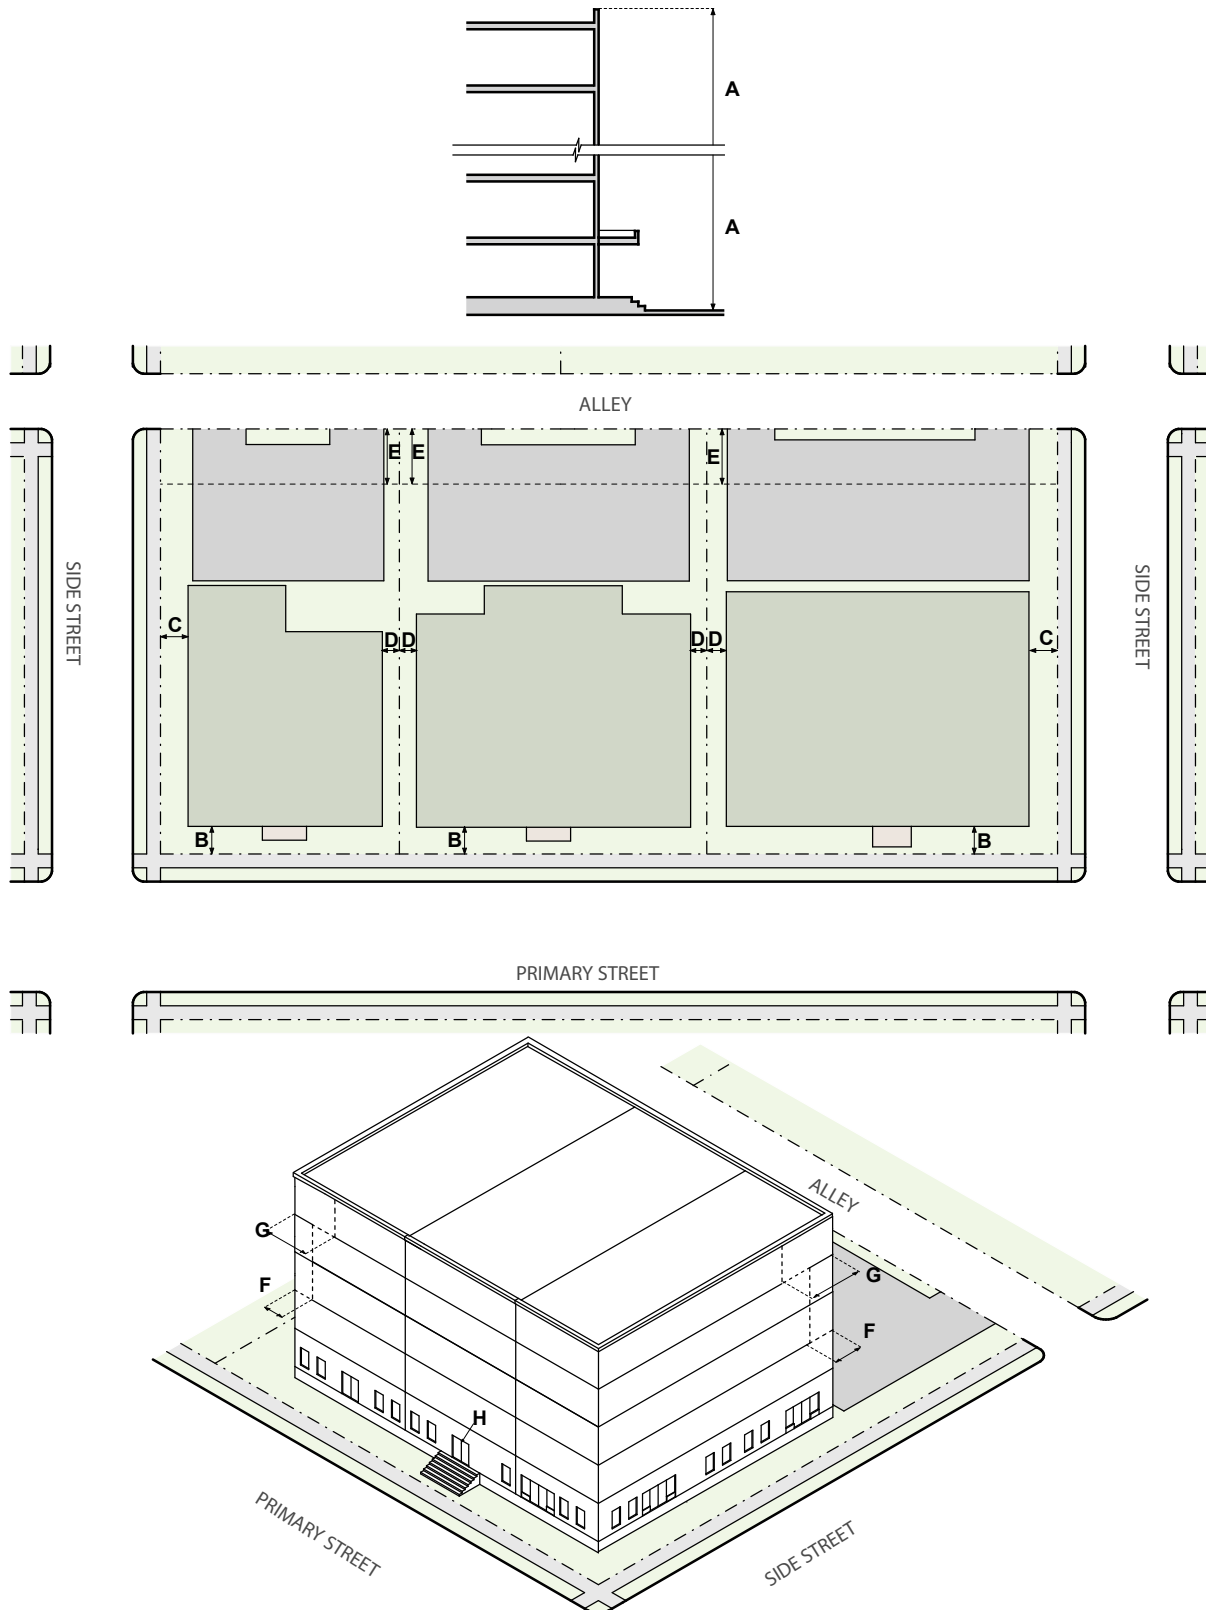 A
A
ALLEY
E E E
SIDE STREET
SIDE STREET
C D D D D C
B B B
PRIMARY STREET
ALLEY
G
G
F
F
H
PRIMARY STREET
SIDE STREET